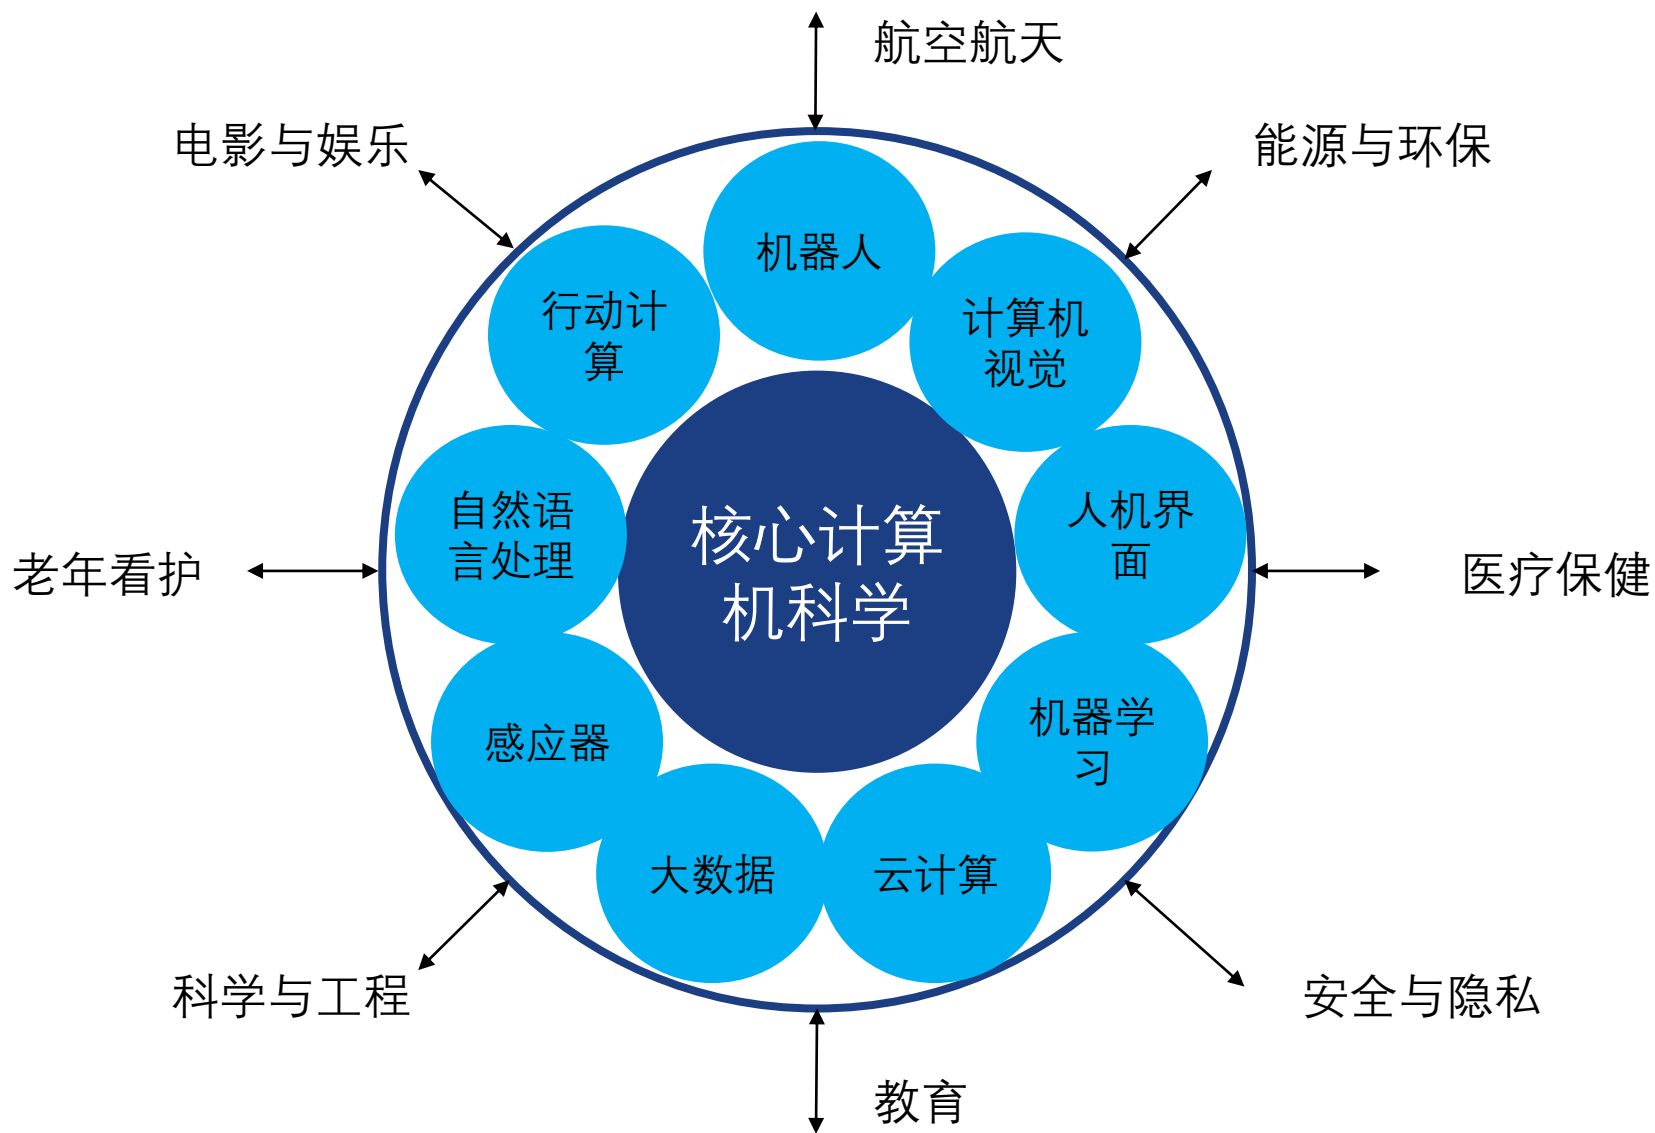 航空航天
电影与娱乐
能源与环保
机器人
行动计
算
计算机
视觉
自然语
言处理
核心计算
机科学
人机界
面
老年看护
医疗保健
感应器
机器学
习
大数据
云计算
科学与工程
安全与隐私
教育